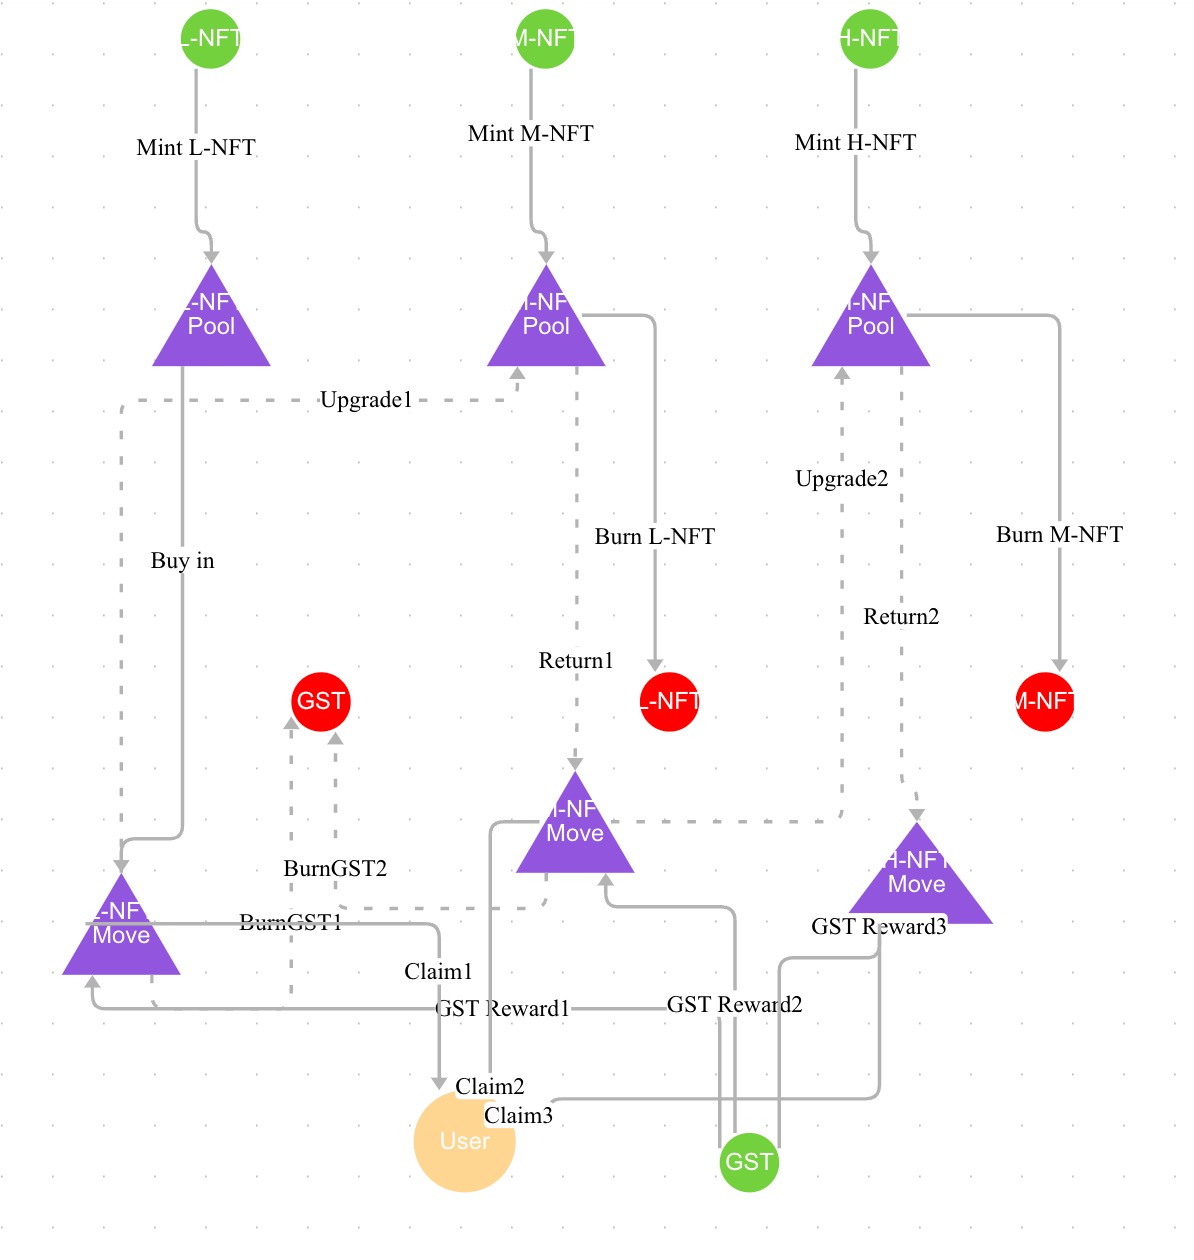 L-NFT
M-NFT
H-NFT
Mint L-NFT
Mint M-NFT
Mint H-NFT
L-NFT
Pool
M-NFT
Pool
H-NFT
Pool
Upgrade1
Upgrade2
Burn L-NFT
Burn M-NFT
Buy in
Return2
Return1
GST
L-NFT
M-NFT
M-NFT
Move
BurnGST2
H-NFT
Move
L-NFT
Move
BurnGST1
GST Reward3
Claim1
GST Reward1
GST Reward2
Claim2
Claim3
User
GST